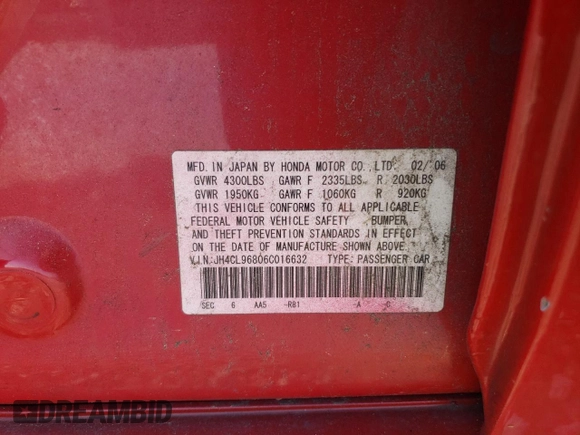 MFD. IN JAPAN BY HONDA MOTOR CO., LTD. 02/ '06
GVWR 4300LBS GAWR F 2335LBS R 2030LBS
GVWR 1950KG GAWR F 1060KG R 920KG
THIS VEHICLE CONFORMS TO ALL APPLICABLE
FEDERAL MOTOR VEHICLE SAFETY BUMPER,
AND THEFT PREVENTION STANDARDS IN EFFECT
ON THE DATE OF MANUFACTURE SHOWN ABOVE.
V.I.N:JH4CL96806C016632 TYPE: PASSENGER CAR
SEC 6 AA5 -R81 -A -C
DREAMBID